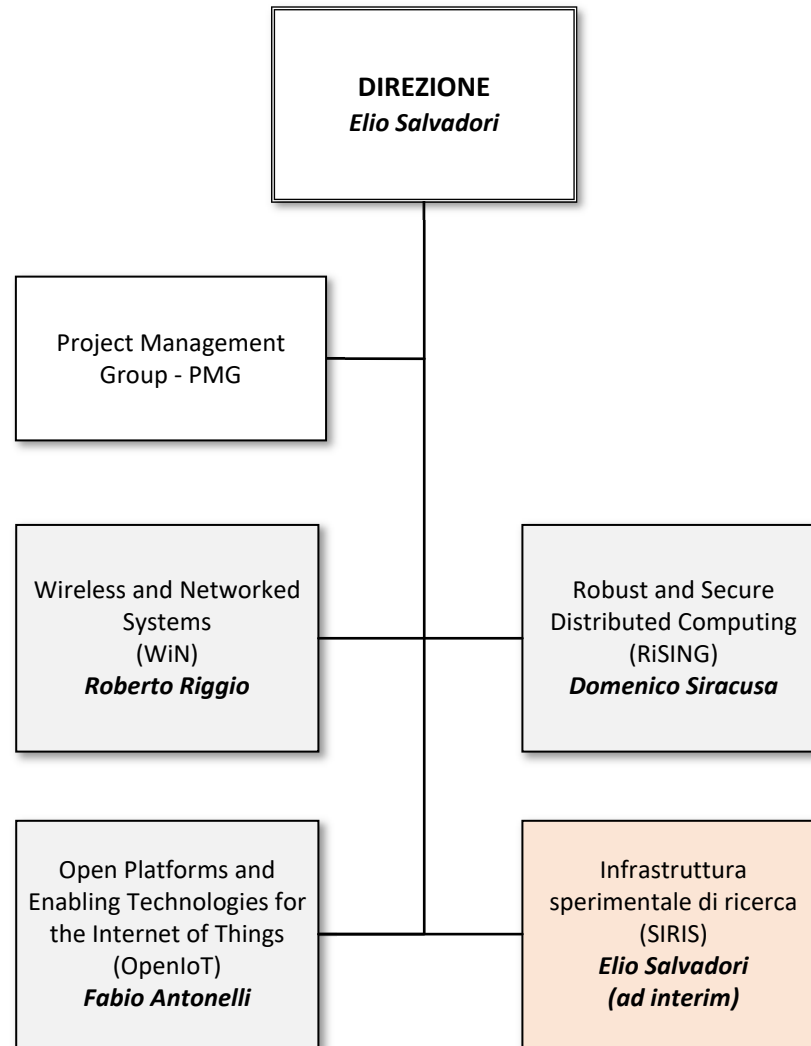 DIREZIONE
Elio Salvadori
Project Management
Group - PMG
Wireless and Networked
Systems
(WiN)
Roberto Riggio
Robust and Secure
Distributed Computing
(RiSING)
Domenico Siracusa
Open Platforms and
Enabling Technologies for
the Internet of Things
(OpenIoT)
Fabio Antonelli
Infrastruttura
sperimentale di ricerca
(SIRIS)
Elio Salvadori
(ad interim)